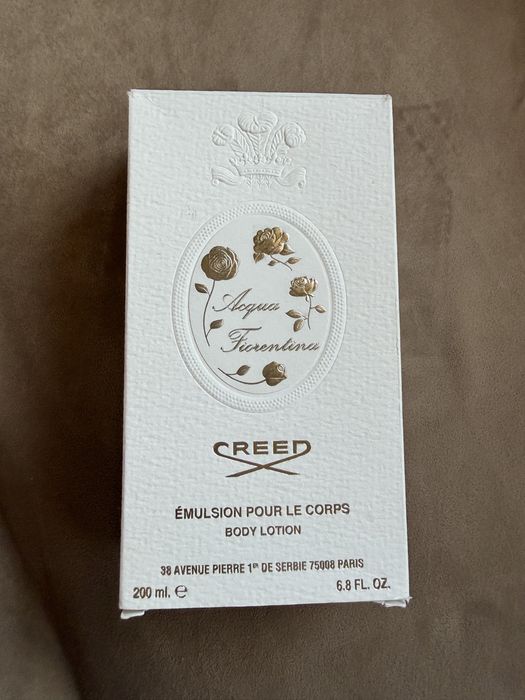 Acqua
Fiorentina
CREED
ÉMULSION POUR LE CORPS
BODY LOTION
38 AVENUE PIERRE 1er DE SERBIE 75008 PARIS
200 ml. ℮
6.8 FL. OZ.